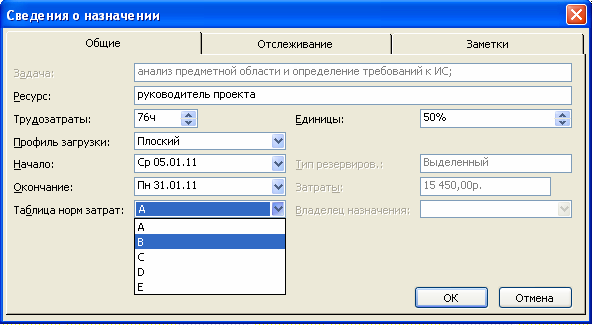 Сведения о назначении
Общие Отслеживание Заметки
Задача: анализ предметной области и определение требований к ИС;
Ресурс: руководитель проекта
Трудозатраты: 76ч Единицы: 50%
Профиль загрузки: Плоский
Начало: Ср 05.01.11 Тип резервиров.: Выделенный
Окончание: Пн 31.01.11 Затраты: 15 450,00р.
Таблица норм затрат: A Владелец назначения:
A
B
C
D
E
ОК Отмена